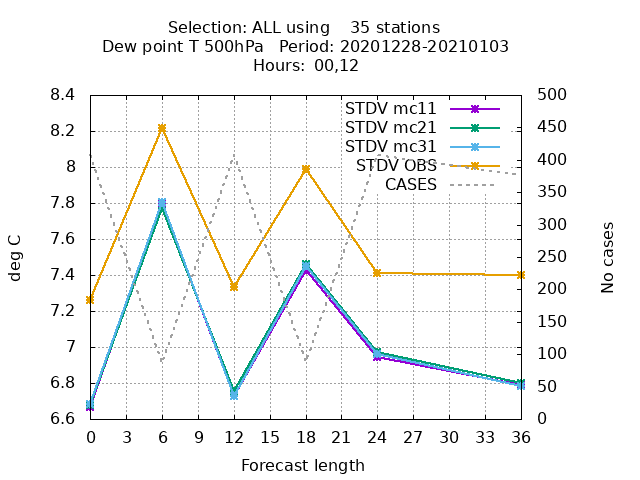 Selection: ALL using    35 stations
Dew point T 500hPa   Period: 20201228-20210103
Hours:  00,12
STDV mc11
STDV mc21
STDV mc31
STDV OBS
CASES
deg C
8.4
8.2
8
7.8
7.6
7.4
7.2
7
6.8
6.6
500
450
400
350
300
250
200
150
100
50
0
No cases
0 3 6 9 12 15 18 21 24 27 30 33 36
Forecast length